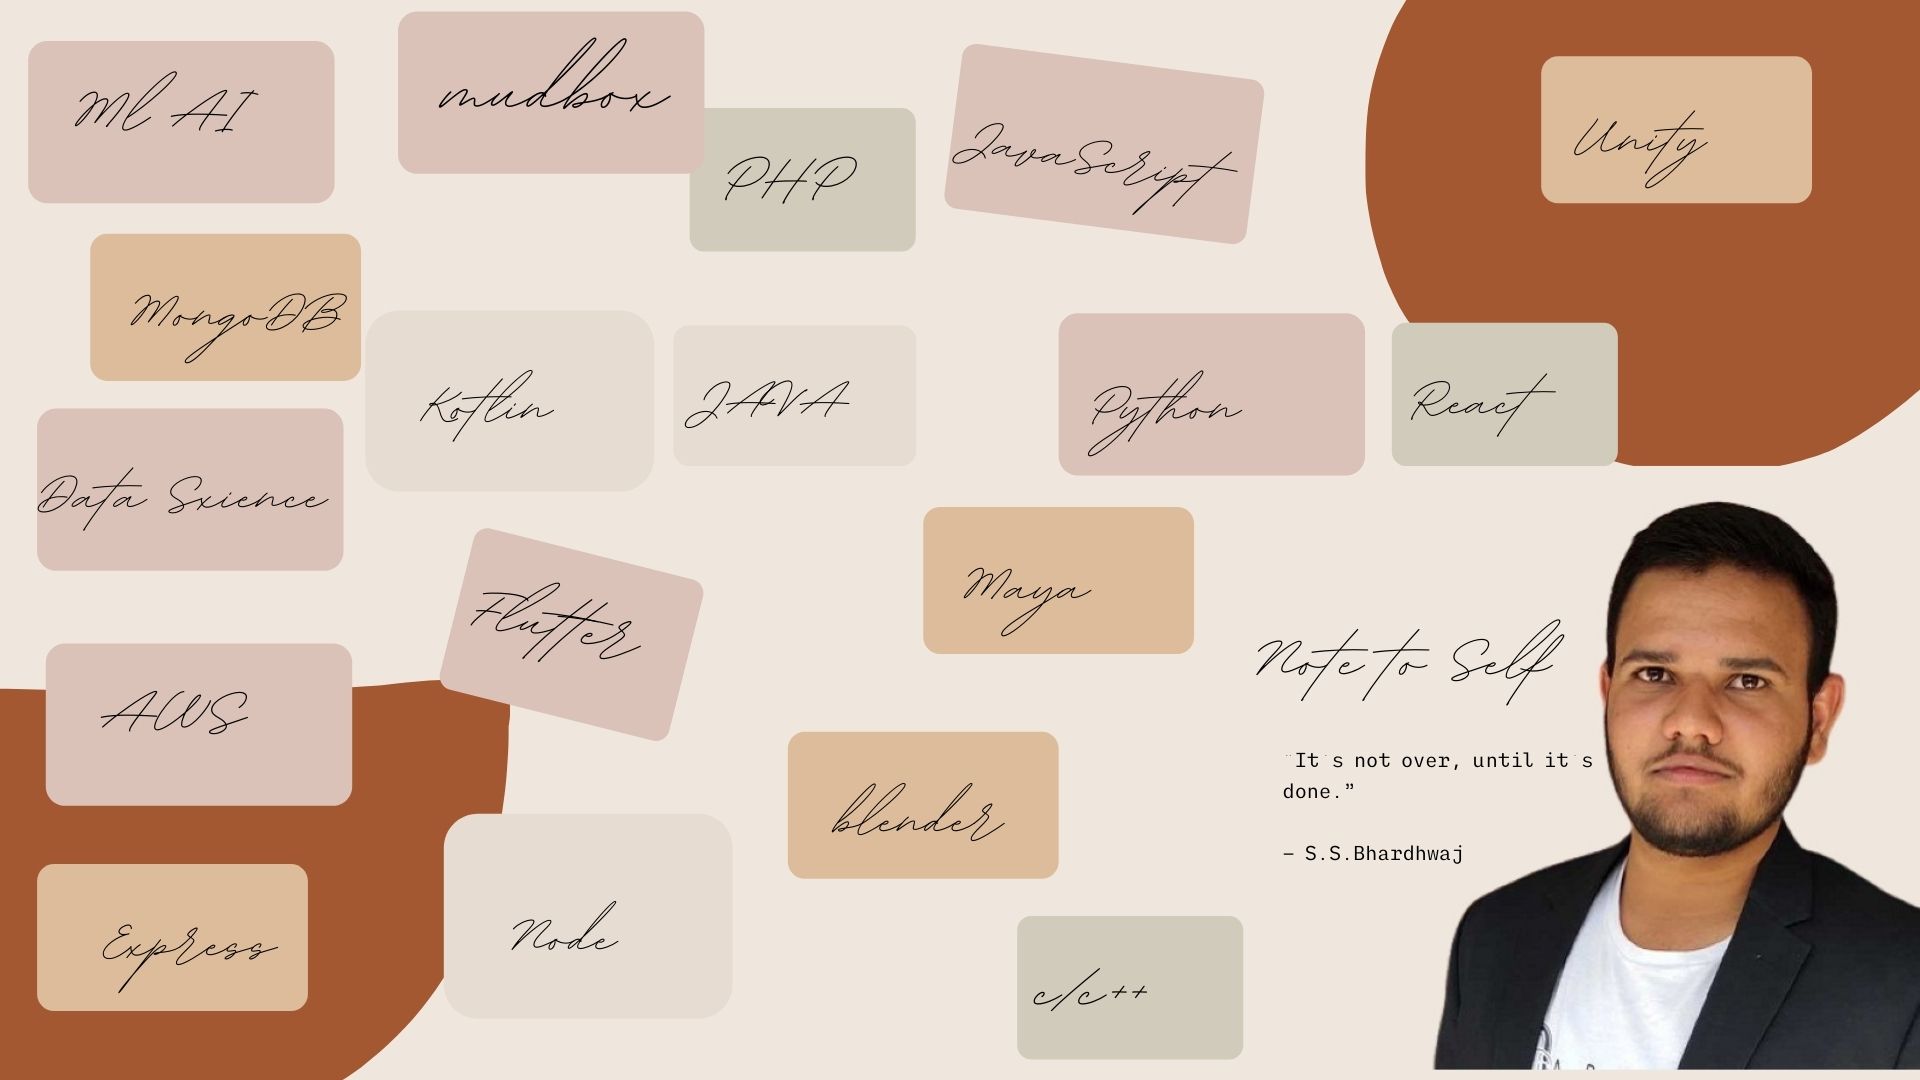 Ml AI
mudbox
PHP
JavaScript
Unity
MongoDB
Kotlin
JAVA
Python
React
Data Sxience
Flutter
Maya
AWS
blender
Express
Node
c/c++
Note to Self
"It's not over, until it's
done.”
– S.S.Bhardhwaj